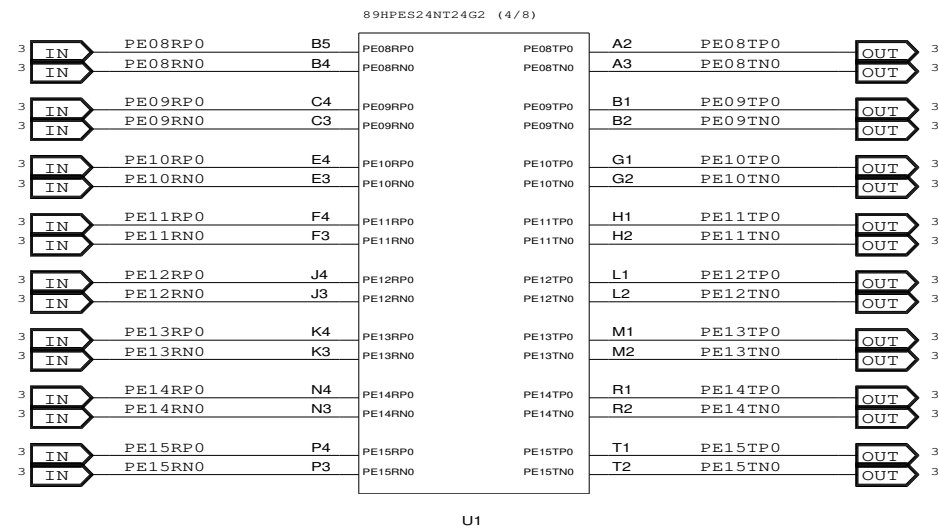 89HPES24NT24G2 (4/8)
3 IN PE08RP0 B5 PE08RP0 PE08TP0 A2 PE08TP0 OUT 3
3 IN PE08RN0 B4 PE08RN0 PE08TN0 A3 PE08TN0 OUT 3
3 IN PE09RP0 C4 PE09RP0 PE09TP0 B1 PE09TP0 OUT 3
3 IN PE09RN0 C3 PE09RN0 PE09TN0 B2 PE09TN0 OUT 3
3 IN PE10RP0 E4 PE10RP0 PE10TP0 G1 PE10TP0 OUT 3
3 IN PE10RN0 E3 PE10RN0 PE10TN0 G2 PE10TN0 OUT 3
3 IN PE11RP0 F4 PE11RP0 PE11TP0 H1 PE11TP0 OUT 3
3 IN PE11RN0 F3 PE11RN0 PE11TN0 H2 PE11TN0 OUT 3
3 IN PE12RP0 J4 PE12RP0 PE12TP0 L1 PE12TP0 OUT 3
3 IN PE12RN0 J3 PE12RN0 PE12TN0 L2 PE12TN0 OUT 3
3 IN PE13RP0 K4 PE13RP0 PE13TP0 M1 PE13TP0 OUT 3
3 IN PE13RN0 K3 PE13RN0 PE13TN0 M2 PE13TN0 OUT 3
3 IN PE14RP0 N4 PE14RP0 PE14TP0 R1 PE14TP0 OUT 3
3 IN PE14RN0 N3 PE14RN0 PE14TN0 R2 PE14TN0 OUT 3
3 IN PE15RP0 P4 PE15RP0 PE15TP0 T1 PE15TP0 OUT 3
3 IN PE15RN0 P3 PE15RN0 PE15TN0 T2 PE15TN0 OUT 3
U1